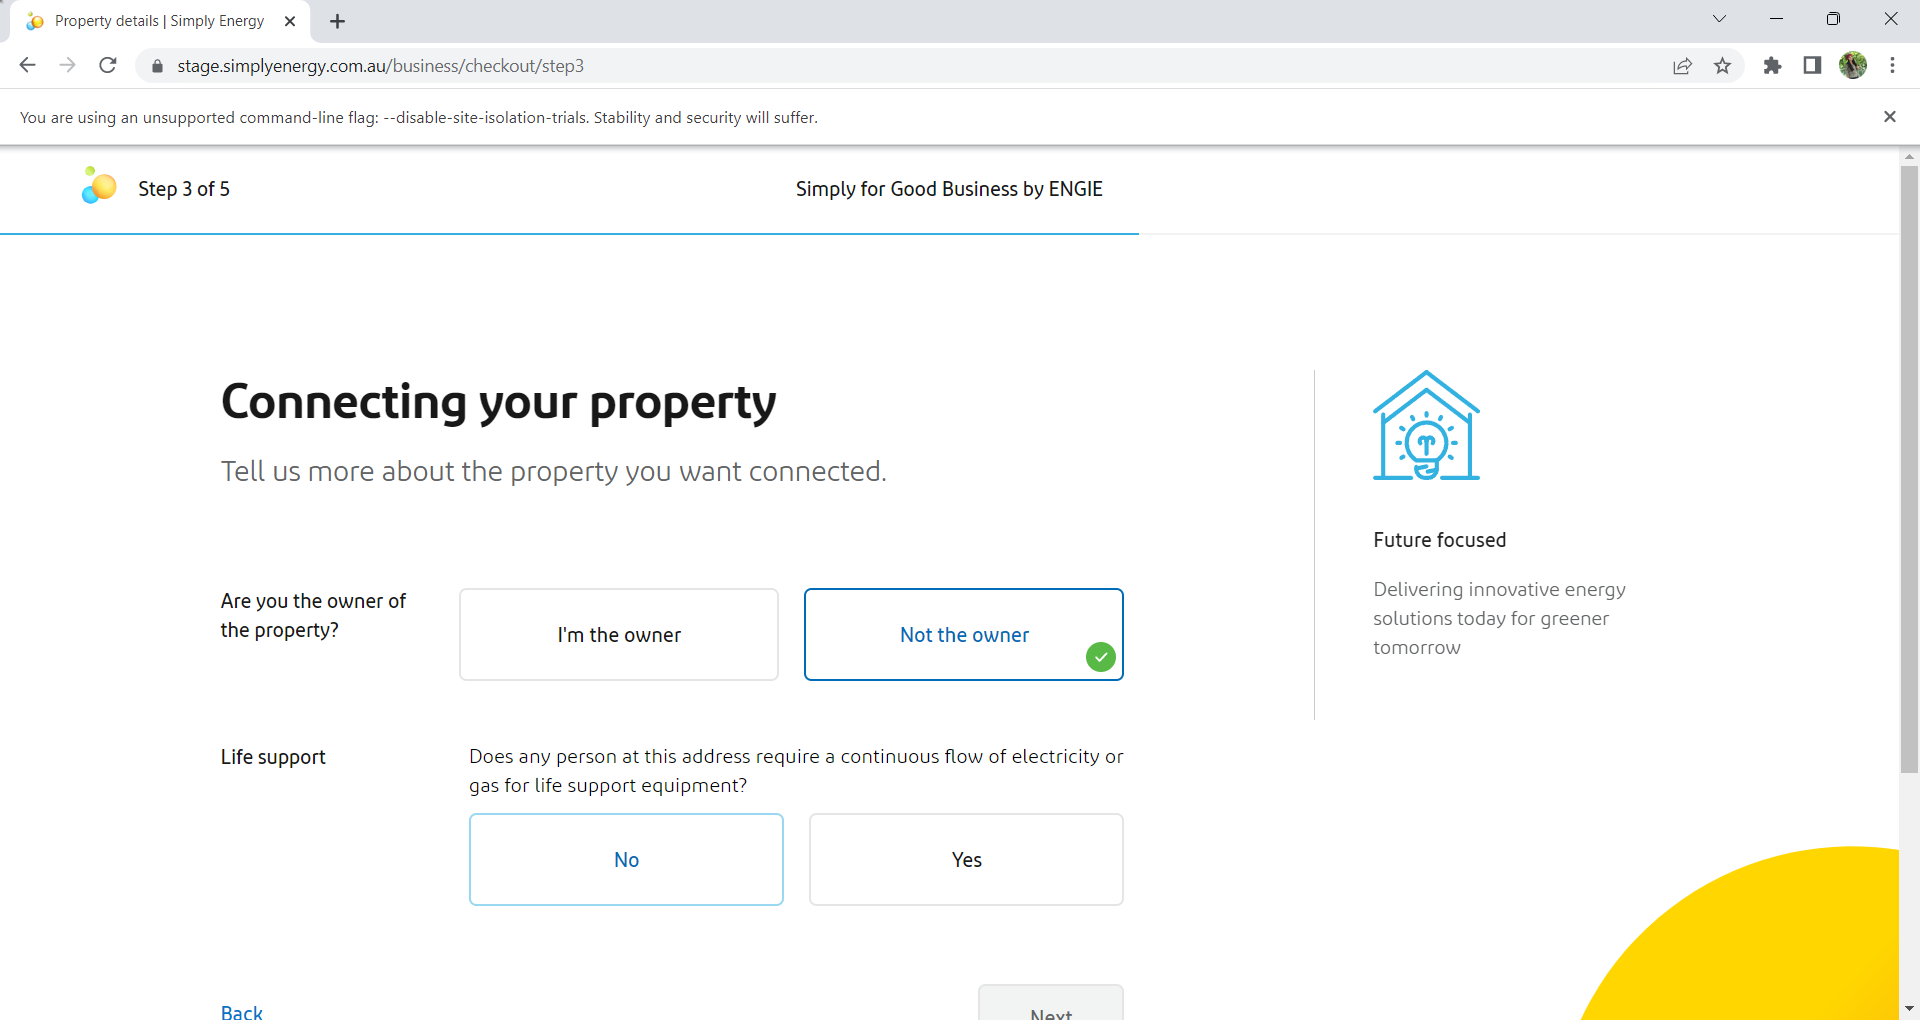 Property details | Simply Energy
stage.simplyenergy.com.au/business/checkout/step3
You are using an unsupported command-line flag: --disable-site-isolation-trials. Stability and security will suffer.
Step 3 of 5
Simply for Good Business by ENGIE
Connecting your property
Tell us more about the property you want connected.
Are you the owner of
the property?
I'm the owner
Not the owner
Life support
Does any person at this address require a continuous flow of electricity or
gas for life support equipment?
No
Yes
Back
Next
Future focused
Delivering innovative energy
solutions today for greener
tomorrow